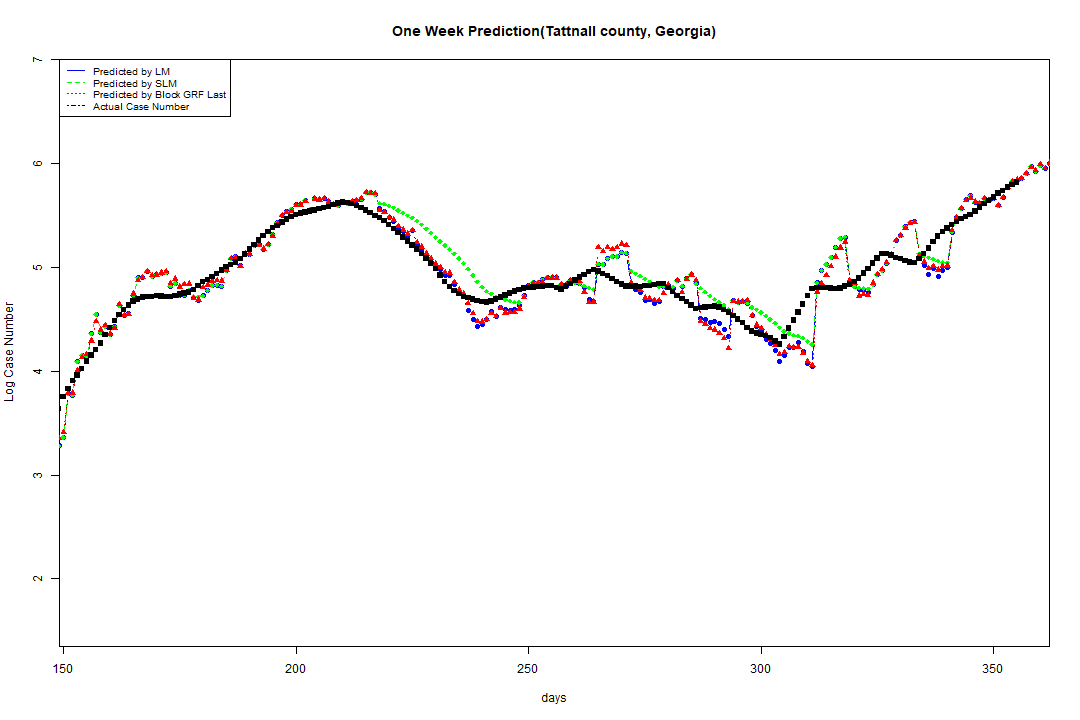 One Week Prediction(Tattnall county, Georgia)
Predicted by LM
Predicted by SLM
Predicted by Block GRF Last
Actual Case Number
7
6
5
4
3
2
Log Case Number
150 200 250 300 350
days